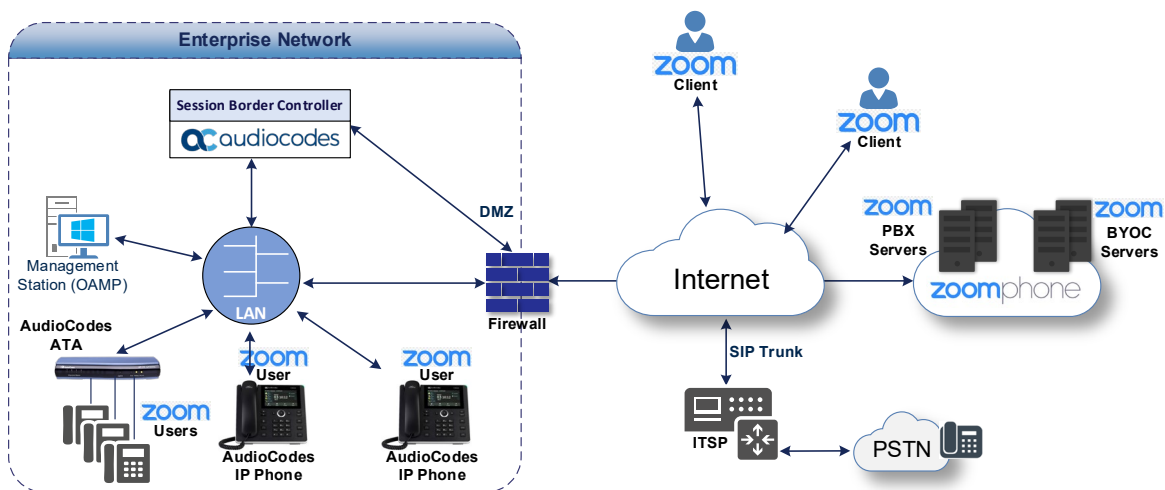 Enterprise Network
Session Border Controller
audiocodes
DMZ
Management
Station (OAMP)
LAN
Firewall
AudioCodes
ATA
zoom
Users
zoom
User
AudioCodes
IP Phone
zoom
User
AudioCodes
IP Phone
zoom
Client
zoom
Client
Internet
zoom
PBX
Servers
zoom
BYOC
Servers
zoomphone
SIP Trunk
ITSP
PSTN